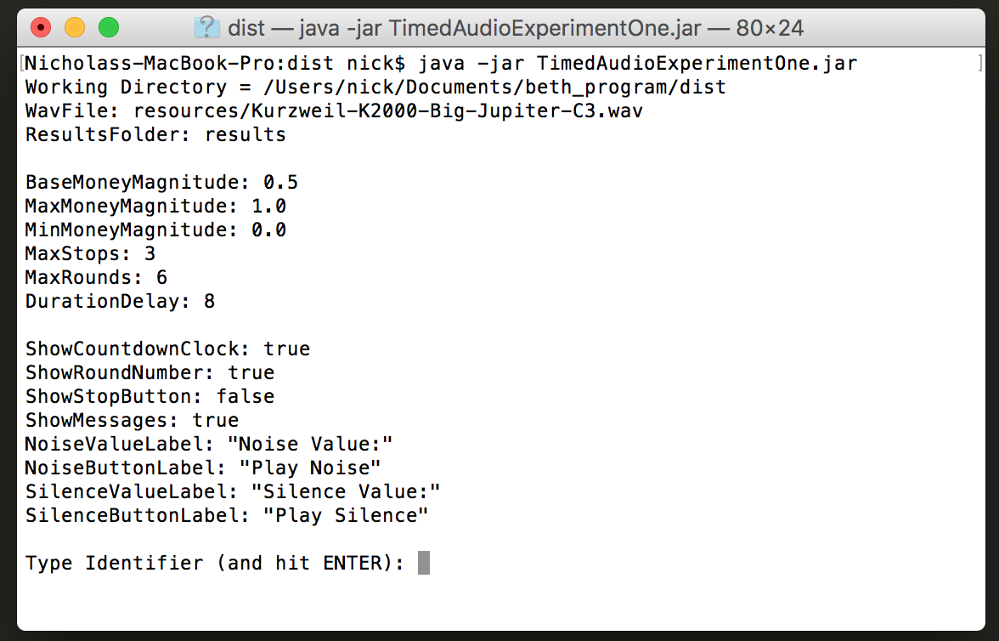 dist — java -jar TimedAudioExperimentOne.jar — 80×24
[Nicholass-MacBook-Pro:dist nick$ java -jar TimedAudioExperimentOne.jar ]
Working Directory = /Users/nick/Documents/beth_program/dist
WavFile: resources/Kurzweil-K2000-Big-Jupiter-C3.wav
ResultsFolder: results
BaseMoneyMagnitude: 0.5
MaxMoneyMagnitude: 1.0
MinMoneyMagnitude: 0.0
MaxStops: 3
MaxRounds: 6
DurationDelay: 8
ShowCountdownClock: true
ShowRoundNumber: true
ShowStopButton: false
ShowMessages: true
NoiseValueLabel: "Noise Value:"
NoiseButtonLabel: "Play Noise"
SilenceValueLabel: "Silence Value:"
SilenceButtonLabel: "Play Silence"
Type Identifier (and hit ENTER):